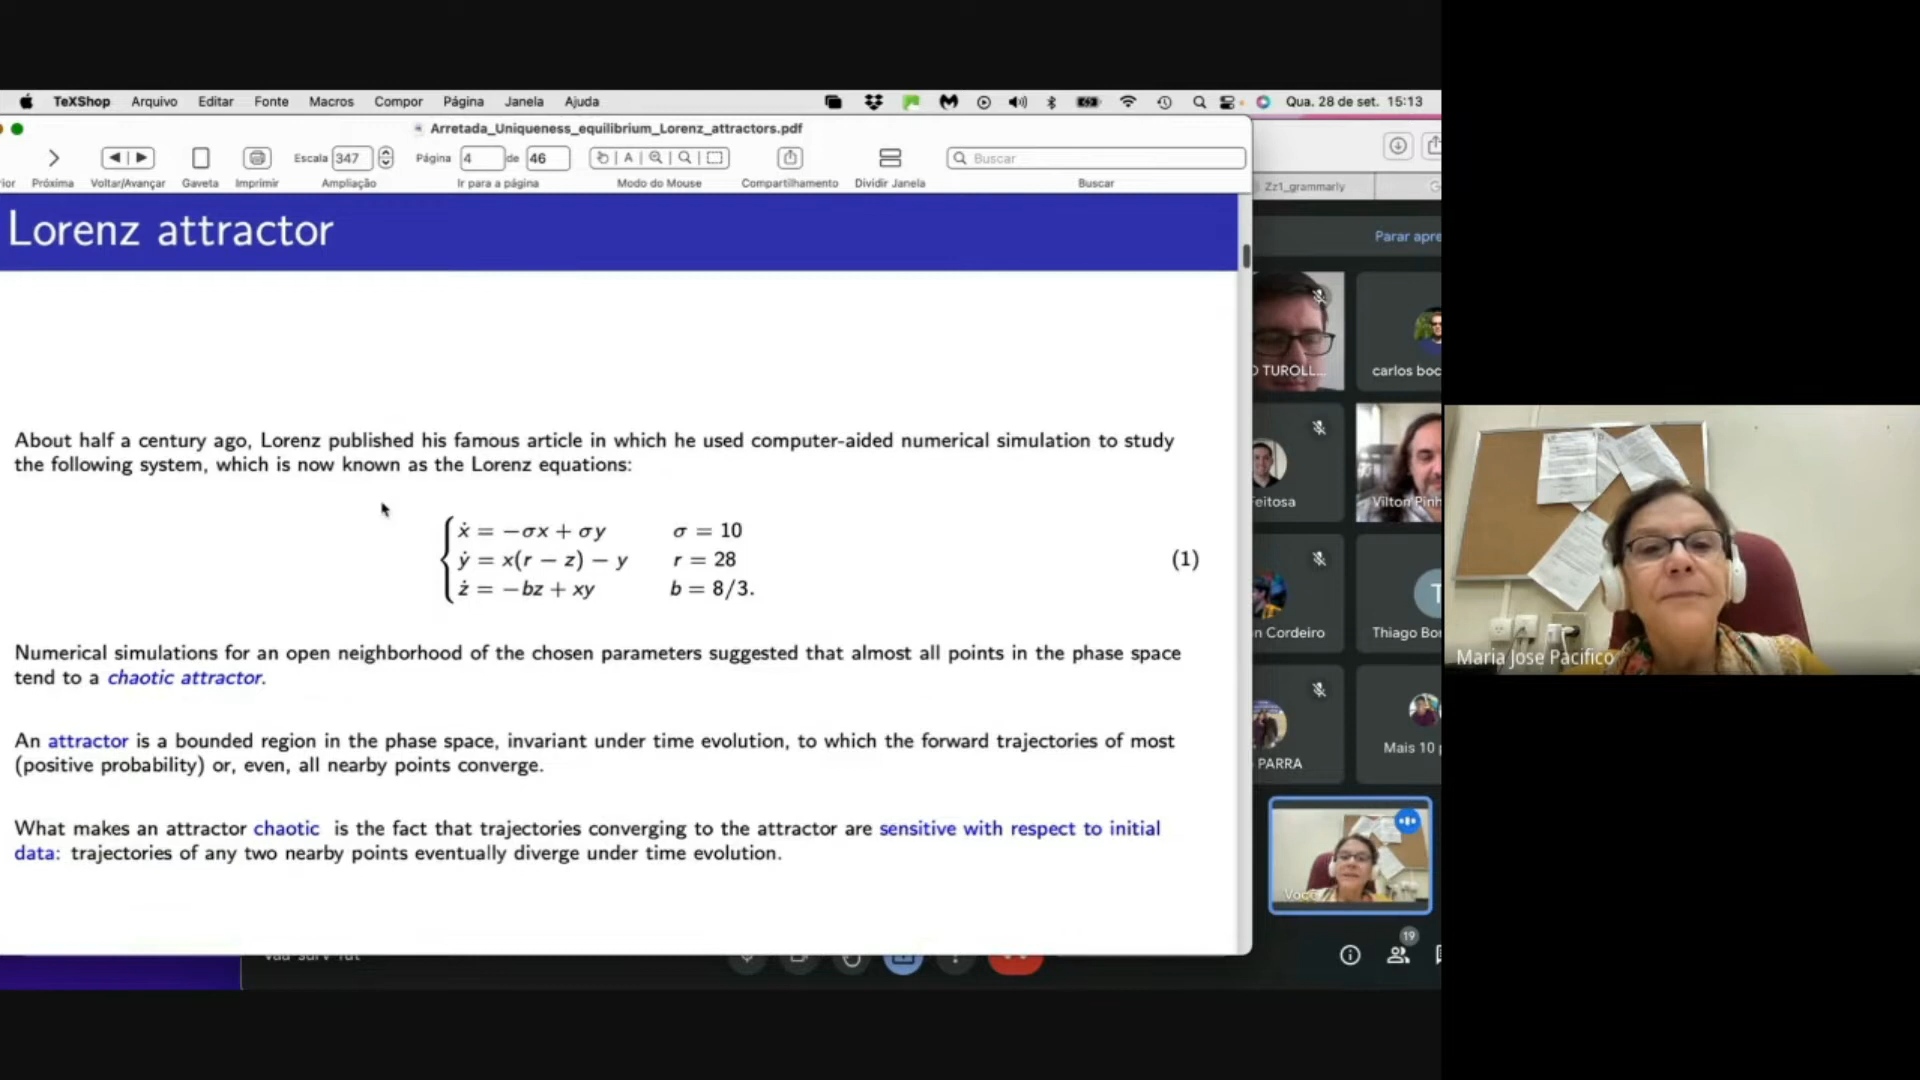 TeXShop Arquivo Editar Fonte Macros Compor Página Janela Ajuda
Qua. 28 de set. 15:13
Arretada_Uniqueness_equilibrium_Lorenz_attractors.pdf
Escala 347
Página 4 de 46
Buscar
Próxima Voltar/Avançar Gaveta Imprimir Ampliação Ir para a página Modo do Mouse Compartilhamento Dividir Janela Buscar
Zz1_grammarly
Lorenz attractor
Parar apre
About half a century ago, Lorenz published his famous article in which he used computer-aided numerical simulation to study
the following system, which is now known as the Lorenz equations:
ẋ = −σx + σy σ = 10
ẏ = x(r − z) − y r = 28 (1)
ż = −bz + xy b = 8/3.
Numerical simulations for an open neighborhood of the chosen parameters suggested that almost all points in the phase space
tend to a chaotic attractor.
An attractor is a bounded region in the phase space, invariant under time evolution, to which the forward trajectories of most
(positive probability) or, even, all nearby points converge.
What makes an attractor chaotic is the fact that trajectories converging to the attractor are sensitive with respect to initial
data: trajectories of any two nearby points eventually diverge under time evolution.
O TUROLL...
carlos boc
Feitosa
Vilton Pinh
n Cordeiro
T
Thiago Bor
PARRA
Mais 10 p
Você
19
Maria Jose Pacifico